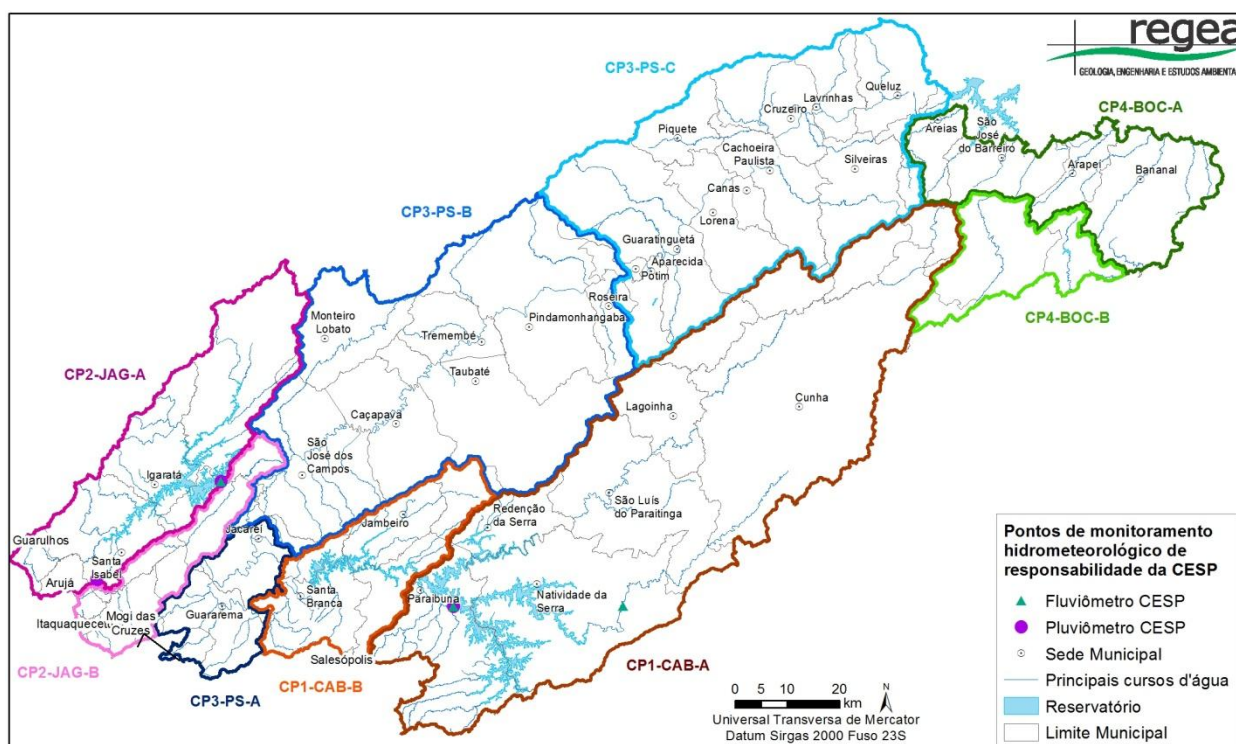 regea
GEOLOGIA, ENGENHARIA E ESTUDOS AMBIENTAI
CP3-PS-C
Queluz
Lavrinhas
Cruzeiro
CP4-BOC-A
Piquete
Areias
São
José
do Barreiro
Cachoeira
Paulista
Silveiras
Arapeí
Bananal
Canas
Lorena
CP3-PS-B
Guaratinguetá
Aparecida
Potim
Roseira
CP4-BOC-B
Monteiro
Lobato
Tremembé
Pindamonhangaba
Taubaté
CP2-JAG-A
Caçapava
Lagoinha
Cunha
São
José dos
Campos
Igaratá
São Luís
do Paraitinga
Jambeiro
Redenção
da Serra
Guarulhos
Jacareí
Santa
Isabel
Arujá
Santa
Branca
Paraibuna
Natividade da
Serra
Itaquaquecet
Mogi das
Cruzes
Guararema
Salesópolis
CP2-JAG-B
CP3-PS-A
CP1-CAB-B
CP1-CAB-A
0 5 10 20
km
N
Universal Transversa de Mercator
Datum Sirgas 2000 Fuso 23S
Pontos de monitoramento
hidrometeorológico de
responsabilidade da CESP
Fluviômetro CESP
Pluviômetro CESP
Sede Municipal
Principais cursos d'água
Reservatório
Limite Municipal